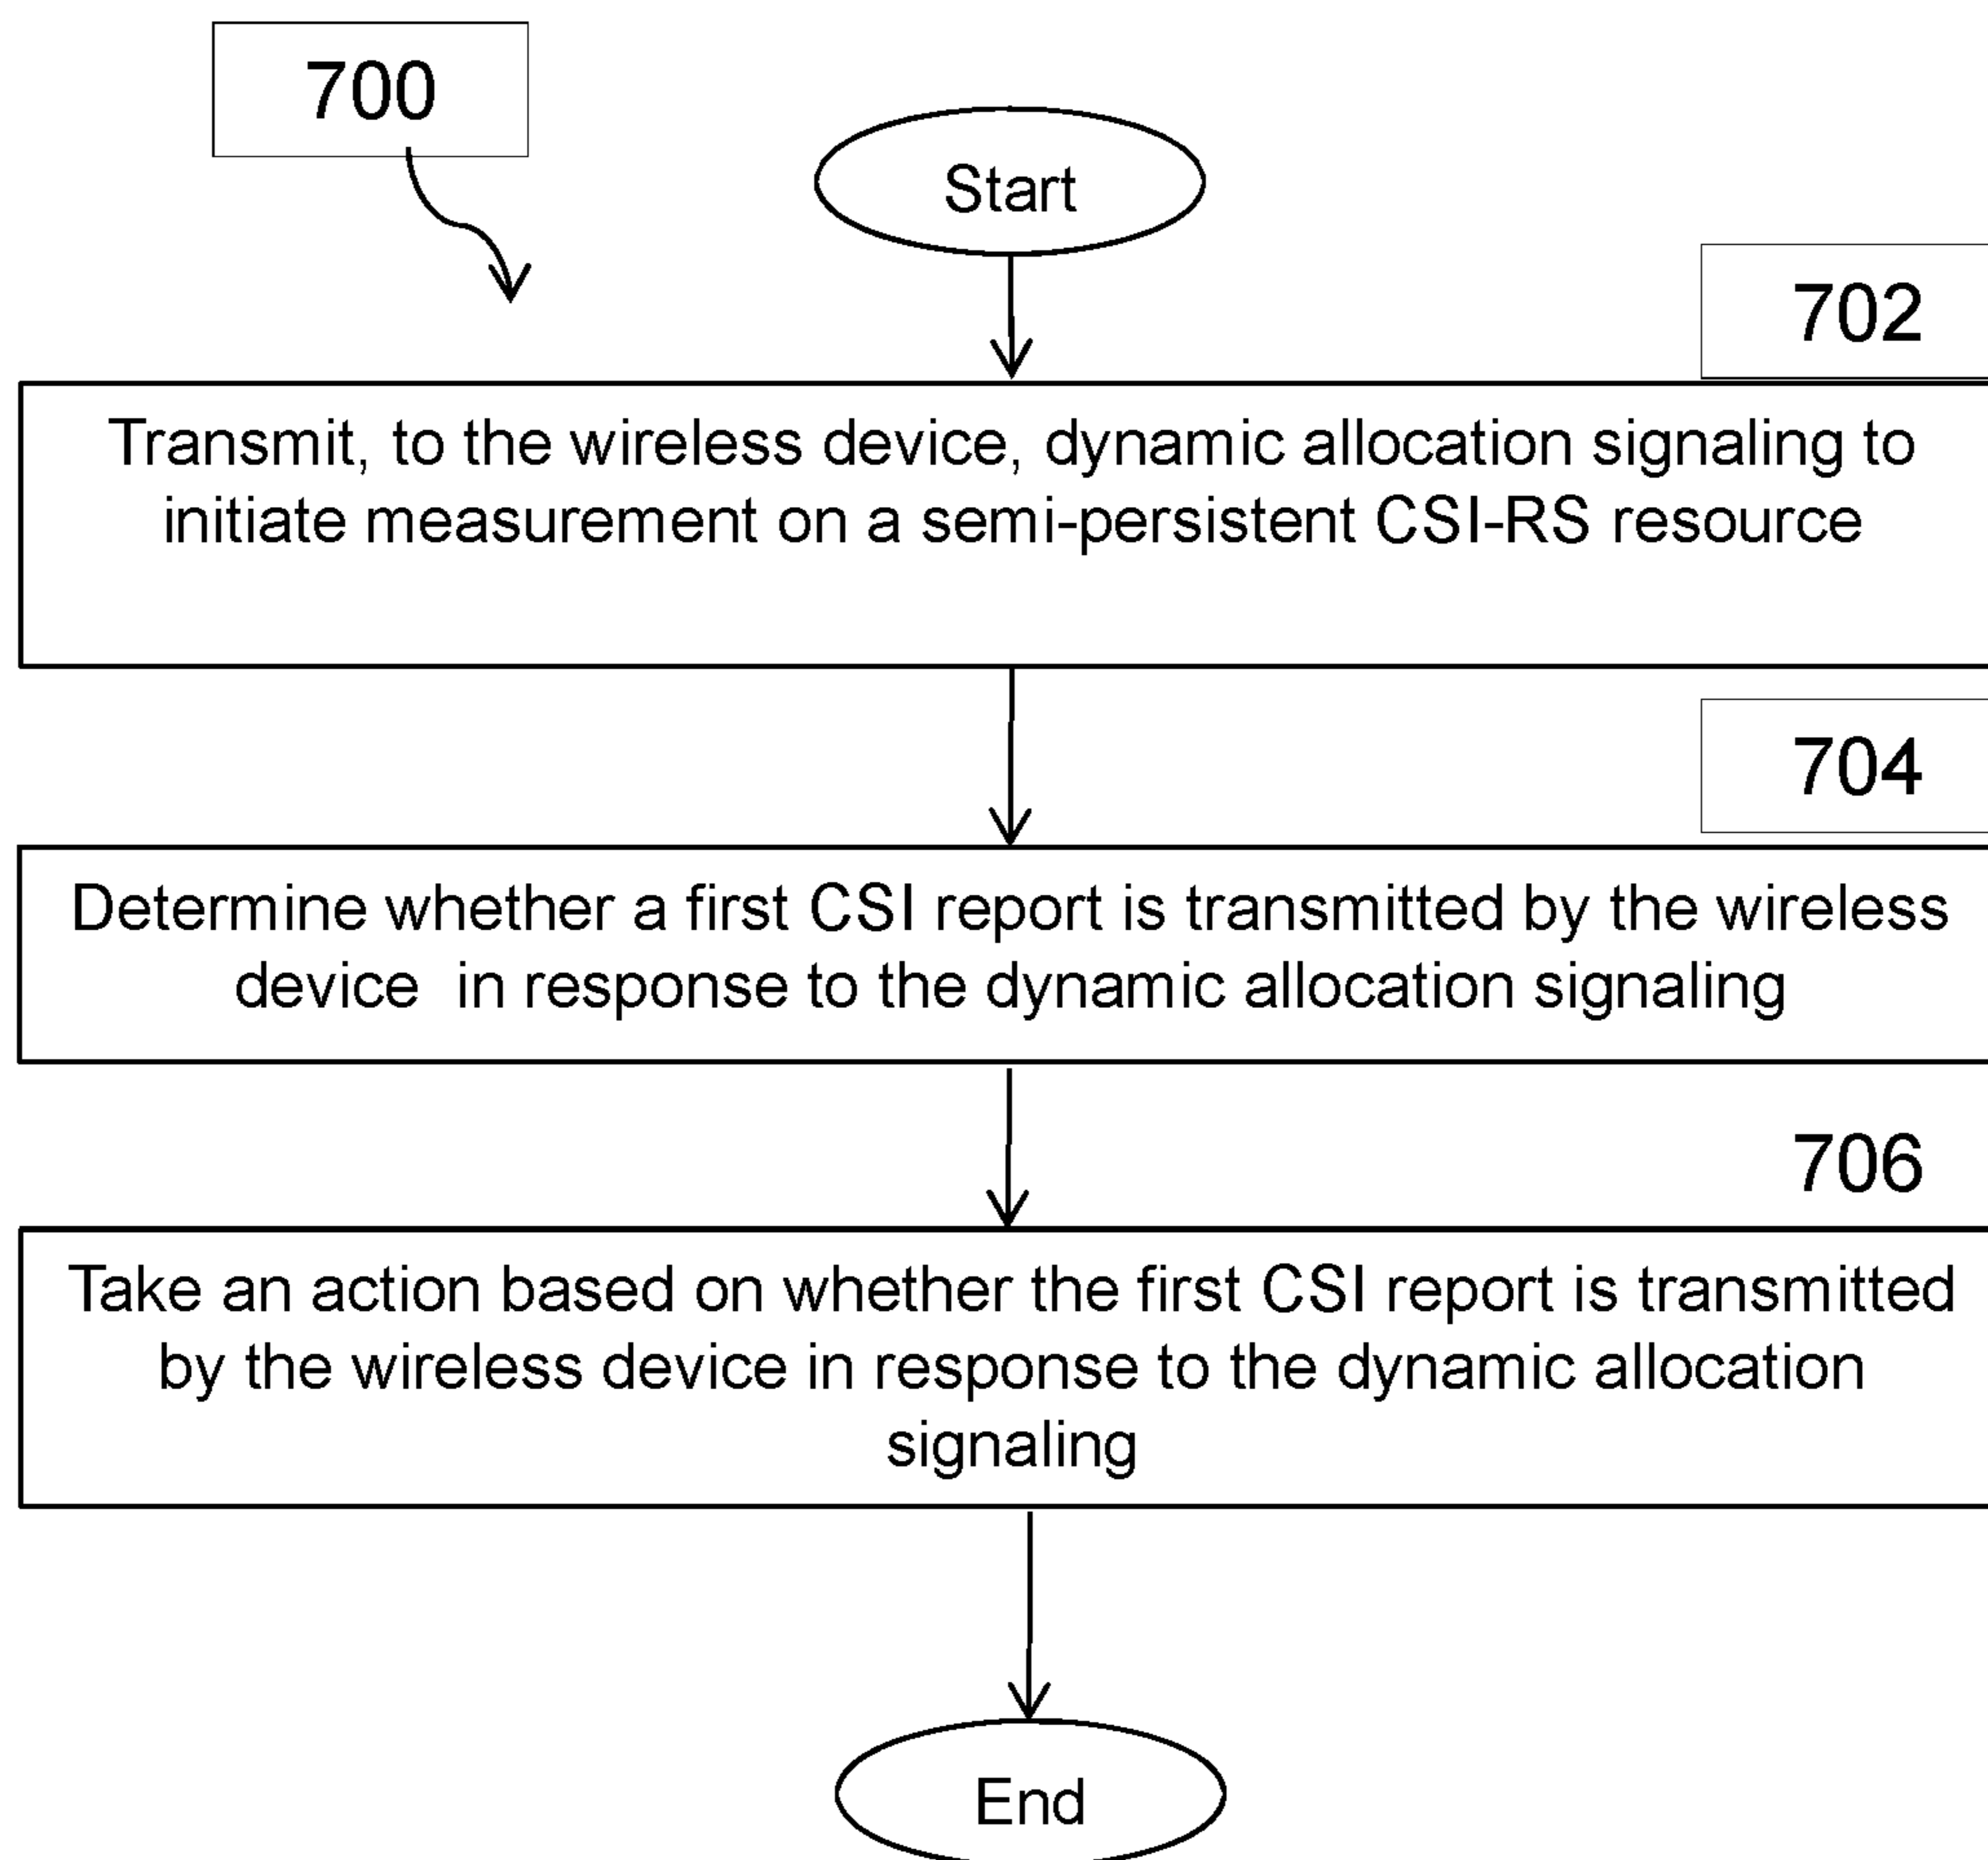 700
Start
702
Transmit, to the wireless device, dynamic allocation signaling to
initiate measurement on a semi-persistent CSI-RS resource
704
Determine whether a first CSI report is transmitted by the wireless
device in response to the dynamic allocation signaling
706
Take an action based on whether the first CSI report is transmitted
by the wireless device in response to the dynamic allocation
signaling
End